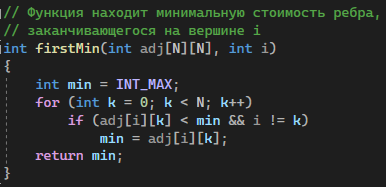 // Функция находит минимальную стоимость ребра,
// заканчивающегося на вершине i
int firstMin(int adj[N][N], int i)
{
    int min = INT_MAX;
    for (int k = 0; k < N; k++)
        if (adj[i][k] < min && i != k)
            min = adj[i][k];
    return min;
}